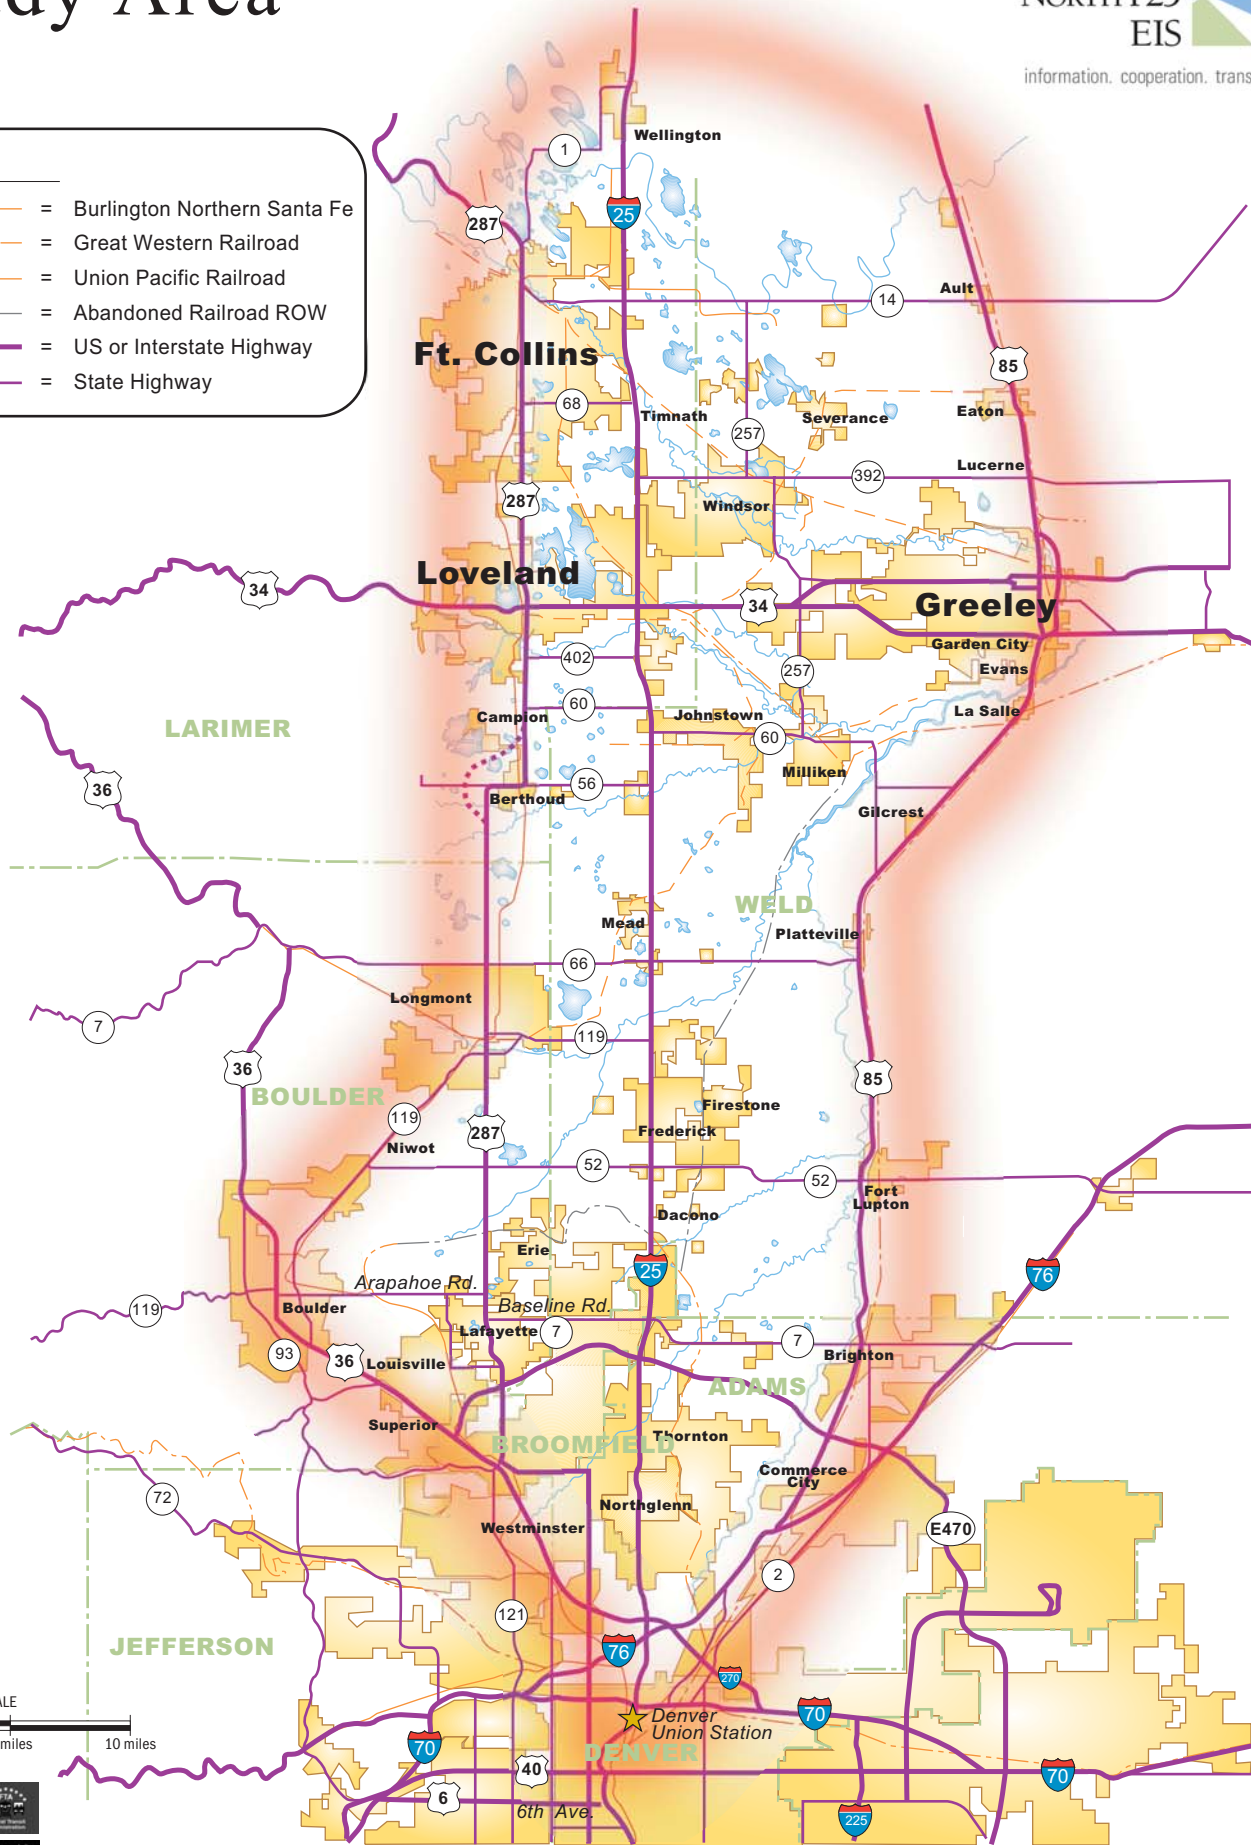 Area
EIS
information. cooperation.
= Burlington Northern Santa Fe
= Great Western Railroad
= Union Pacific Railroad
= Abandoned Railroad ROW
= US or Interstate Highway
= State Highway
Wellington
1
287
25
Ault
14
Ft. Collins
85
68
Timnath
257
Severance
Eaton
Lucerne
392
287
Windsor
Loveland
34
34
Greeley
Garden City
402
257
Evans
60
Campion
Johnstown
La Salle
LARIMER
60
Milliken
36
56
Berthoud
Gilcrest
WELD
Mead
Platteville
66
Longmont
7
119
36
85
BOULDER
Firestone
119
287
Frederick
Niwot
52
52
Fort
Lupton
Dacono
Erie
25
76
Arapahoe Rd.
Baseline Rd.
119
Boulder
Lafayette
7
7
93
36
Louisville
Brighton
ADAMS
Superior
Thornton
BROOMFIELD
Commerce
City
72
Northglenn
Westminster
E470
2
121
JEFFERSON
76
270
Denver
Union Station
70
miles
10 miles
70
DENVER
40
70
6
6th Ave.
225